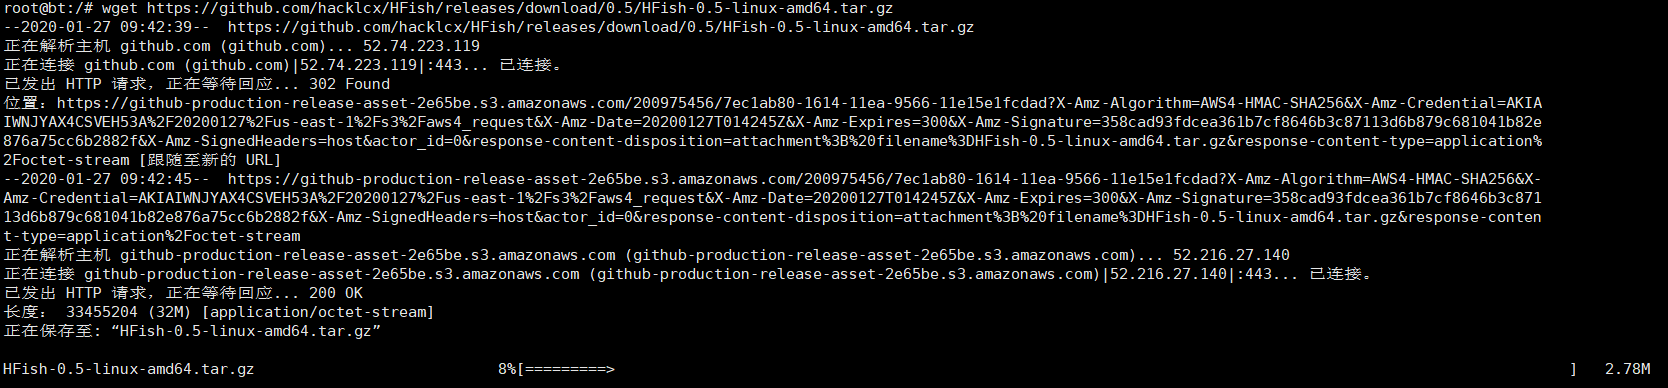 root@bt:/# wget https://github.com/hacklcx/HFish/releases/download/0.5/HFish-0.5-linux-amd64.tar.gz
--2020-01-27 09:42:39--  https://github.com/hacklcx/HFish/releases/download/0.5/HFish-0.5-linux-amd64.tar.gz
正在解析主机 github.com (github.com)... 52.74.223.119
正在连接 github.com (github.com)|52.74.223.119|:443... 已连接。
已发出 HTTP 请求，正在等待回应... 302 Found
位置：https://github-production-release-asset-2e65be.s3.amazonaws.com/200975456/7ec1ab80-1614-11ea-9566-11e15e1fcdad?X-Amz-Algorithm=AWS4-HMAC-SHA256&X-Amz-Credential=AKIA
IWNJYAX4CSVEH53A%2F20200127%2Fus-east-1%2Fs3%2Faws4_request&X-Amz-Date=20200127T014245Z&X-Amz-Expires=300&X-Amz-Signature=358cad93fdcea361b7cf8646b3c87113d6b879c681041b82e
876a75cc6b2882f&X-Amz-SignedHeaders=host&actor_id=0&response-content-disposition=attachment%3B%20filename%3DHFish-0.5-linux-amd64.tar.gz&response-content-type=application%
2Foctet-stream [跟随至新的 URL]
--2020-01-27 09:42:45--  https://github-production-release-asset-2e65be.s3.amazonaws.com/200975456/7ec1ab80-1614-11ea-9566-11e15e1fcdad?X-Amz-Algorithm=AWS4-HMAC-SHA256&X-
Amz-Credential=AKIAIWNJYAX4CSVEH53A%2F20200127%2Fus-east-1%2Fs3%2Faws4_request&X-Amz-Date=20200127T014245Z&X-Amz-Expires=300&X-Amz-Signature=358cad93fdcea361b7cf8646b3c871
13d6b879c681041b82e876a75cc6b2882f&X-Amz-SignedHeaders=host&actor_id=0&response-content-disposition=attachment%3B%20filename%3DHFish-0.5-linux-amd64.tar.gz&response-conten
t-type=application%2Foctet-stream
正在解析主机 github-production-release-asset-2e65be.s3.amazonaws.com (github-production-release-asset-2e65be.s3.amazonaws.com)... 52.216.27.140
正在连接 github-production-release-asset-2e65be.s3.amazonaws.com (github-production-release-asset-2e65be.s3.amazonaws.com)|52.216.27.140|:443... 已连接。
已发出 HTTP 请求，正在等待回应... 200 OK
长度： 33455204 (32M) [application/octet-stream]
正在保存至: “HFish-0.5-linux-amd64.tar.gz”
HFish-0.5-linux-amd64.tar.gz 8%[=========> ] 2.78M